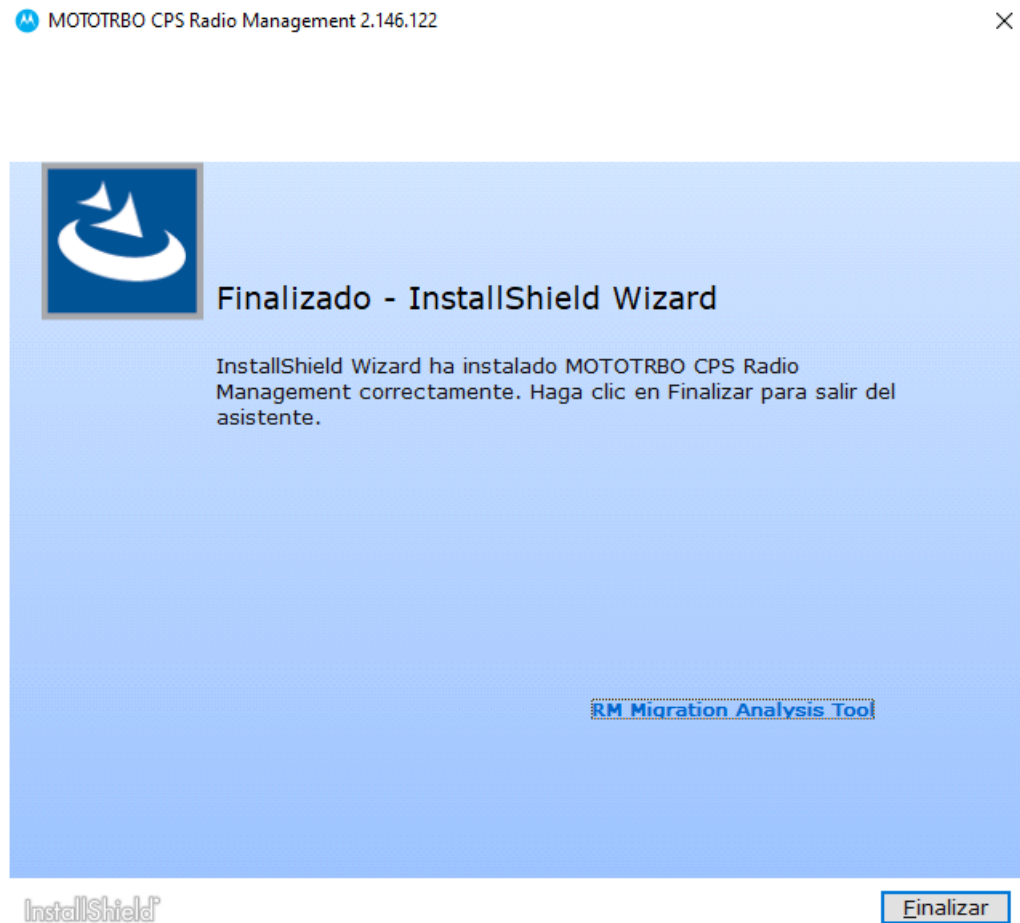 MOTOTRBO CPS Radio Management 2.146.122
Finalizado - InstallShield Wizard
InstallShield Wizard ha instalado MOTOTRBO CPS Radio
Management correctamente. Haga clic en Finalizar para salir del
asistente.
RM Migration Analysis Tool
InstallShield®
Finalizar